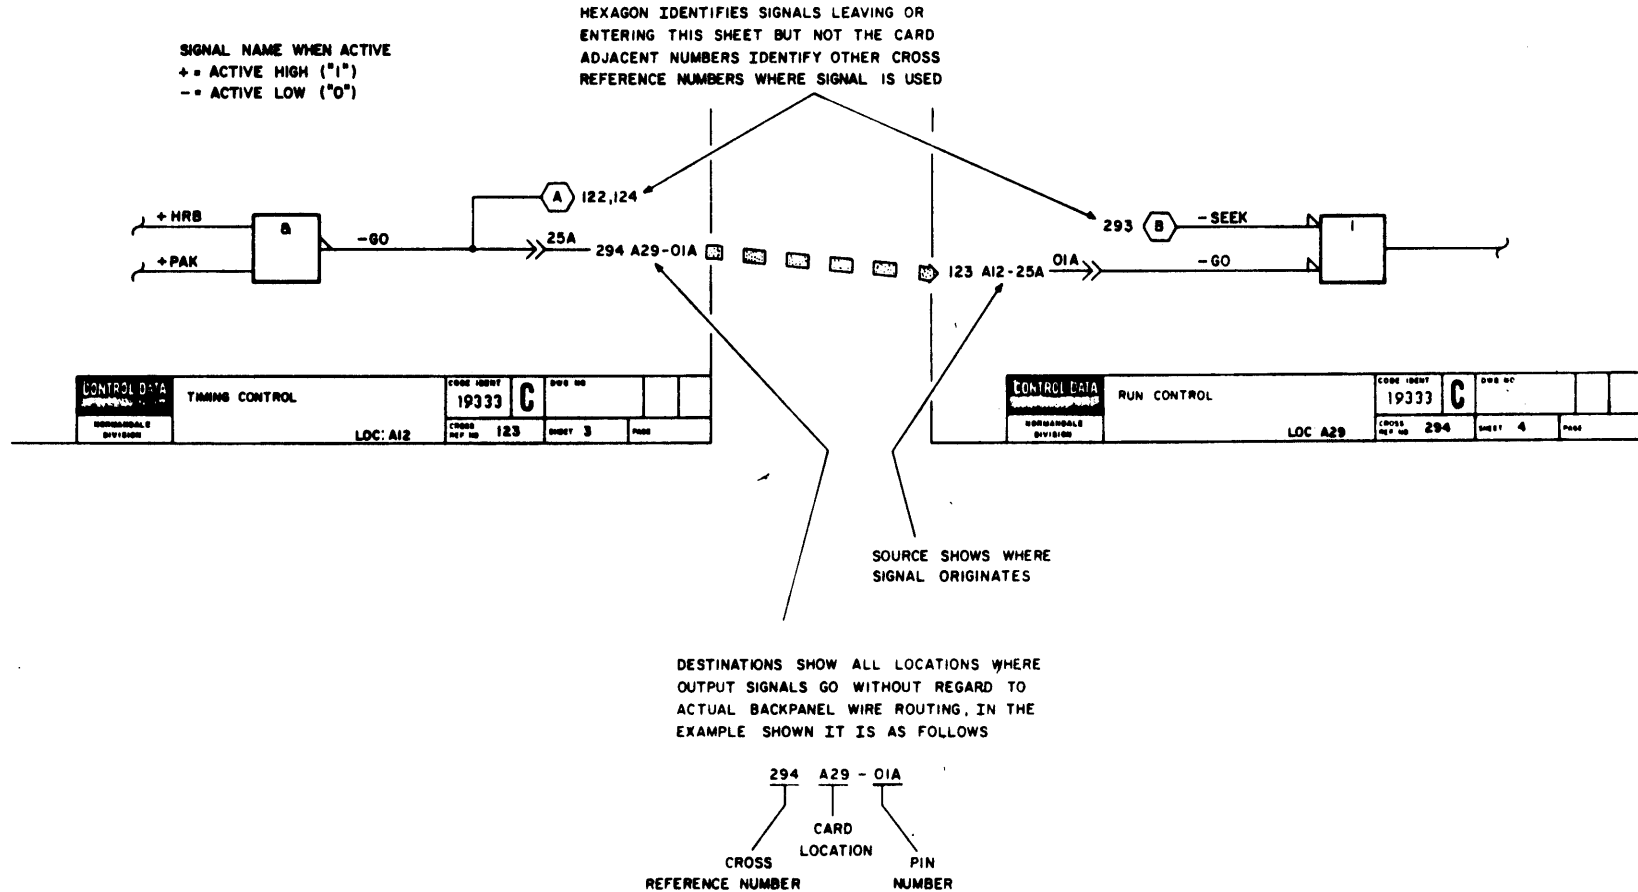 HEXAGON IDENTIFIES SIGNALS LEAVING OR
ENTERING THIS SHEET BUT NOT THE CARD
ADJACENT NUMBERS IDENTIFY OTHER CROSS
REFERENCE NUMBERS WHERE SIGNAL IS USED
SIGNAL NAME WHEN ACTIVE
+ = ACTIVE HIGH ("1")
- = ACTIVE LOW ("0")
A 122,124
+HRB
&
-GO
+PAK
25A
294 A29-01A
293 B -SEEK
1
123 A12-25A 01A
-GO
CONTROL DATA
NORMANDALE
DIVISION
TIMING CONTROL
LOC: A12
CODE IDENT
19333
C
DWG NO
CROSS
REF NO 123
SHEET 3
PAGE
CONTROL DATA
NORMANDALE
DIVISION
RUN CONTROL
LOC A29
CODE IDENT
19333
C
DWG NO
CROSS
REF NO 294
SHEET 4
PAGE
SOURCE SHOWS WHERE
SIGNAL ORIGINATES
DESTINATIONS SHOW ALL LOCATIONS WHERE
OUTPUT SIGNALS GO WITHOUT REGARD TO
ACTUAL BACKPANEL WIRE ROUTING, IN THE
EXAMPLE SHOWN IT IS AS FOLLOWS
294 A29 - 01A
CARD
LOCATION
CROSS
REFERENCE NUMBER
PIN
NUMBER